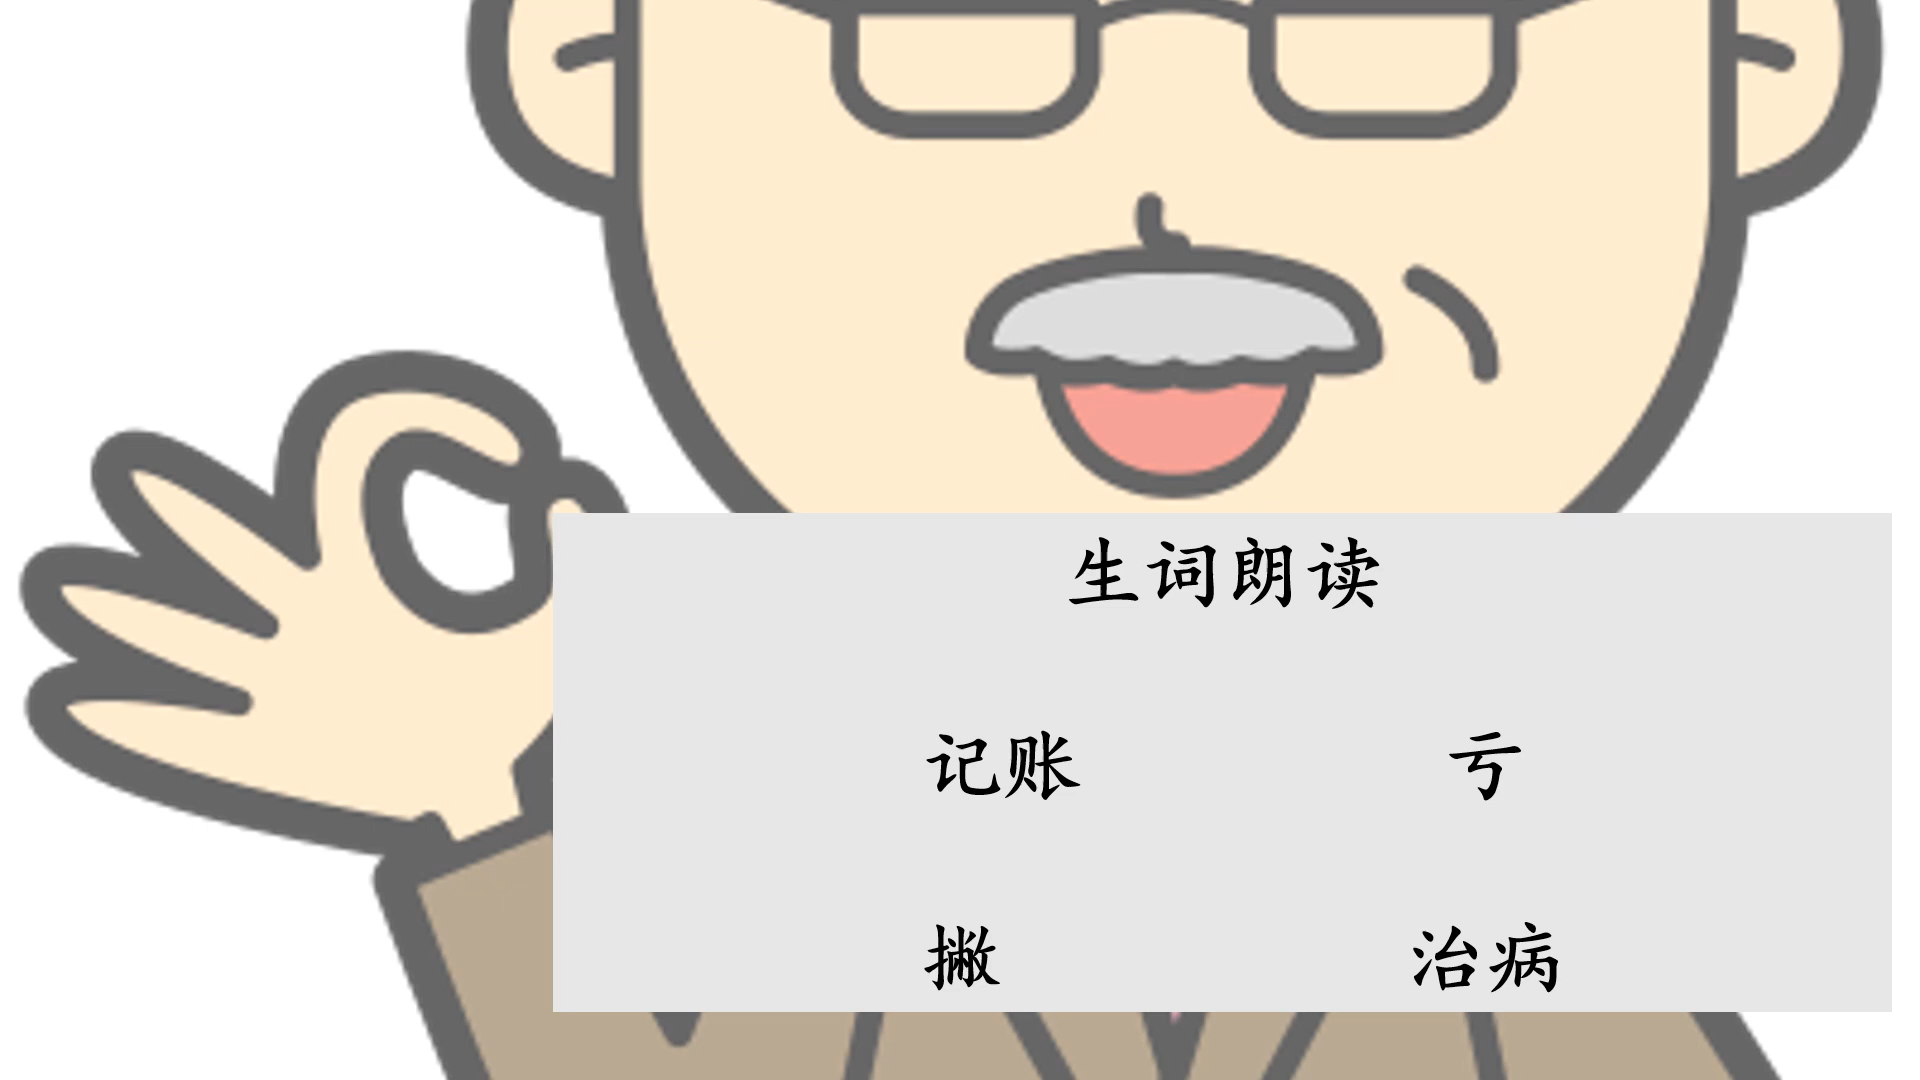 生词朗读
记账 亏
撇 治病